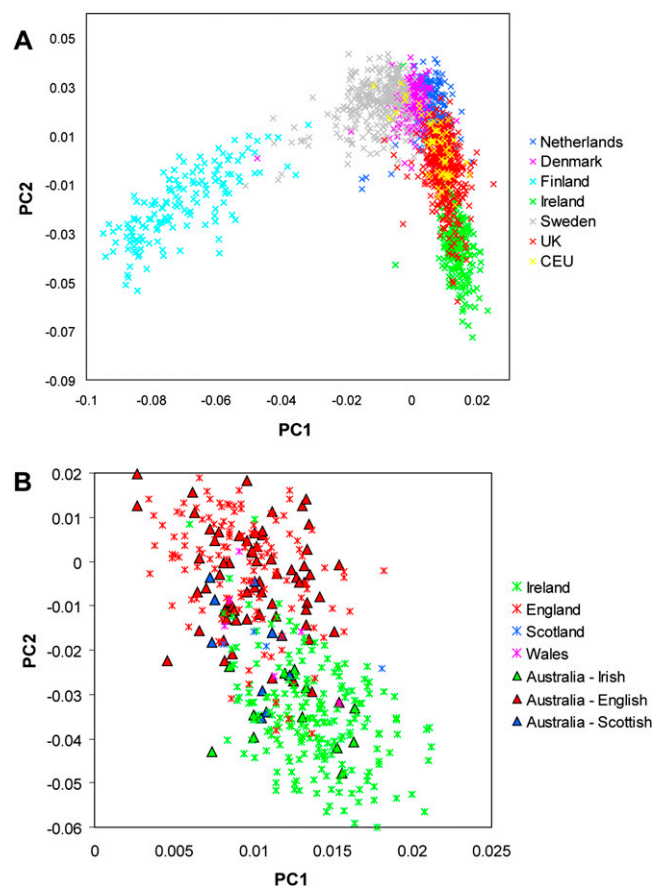 A
0.05
0.03
0.01
-0.01
-0.03
-0.05
-0.07
-0.09
PC2
-0.1 -0.08 -0.06 -0.04 -0.02 0 0.02
PC1
Netherlands
Denmark
Finland
Ireland
Sweden
UK
CEU
B
0.02
0.01
0
-0.01
-0.02
-0.03
-0.04
-0.05
-0.06
PC2
0 0.005 0.01 0.015 0.02 0.025
PC1
Ireland
England
Scotland
Wales
Australia - Irish
Australia - English
Australia - Scottish